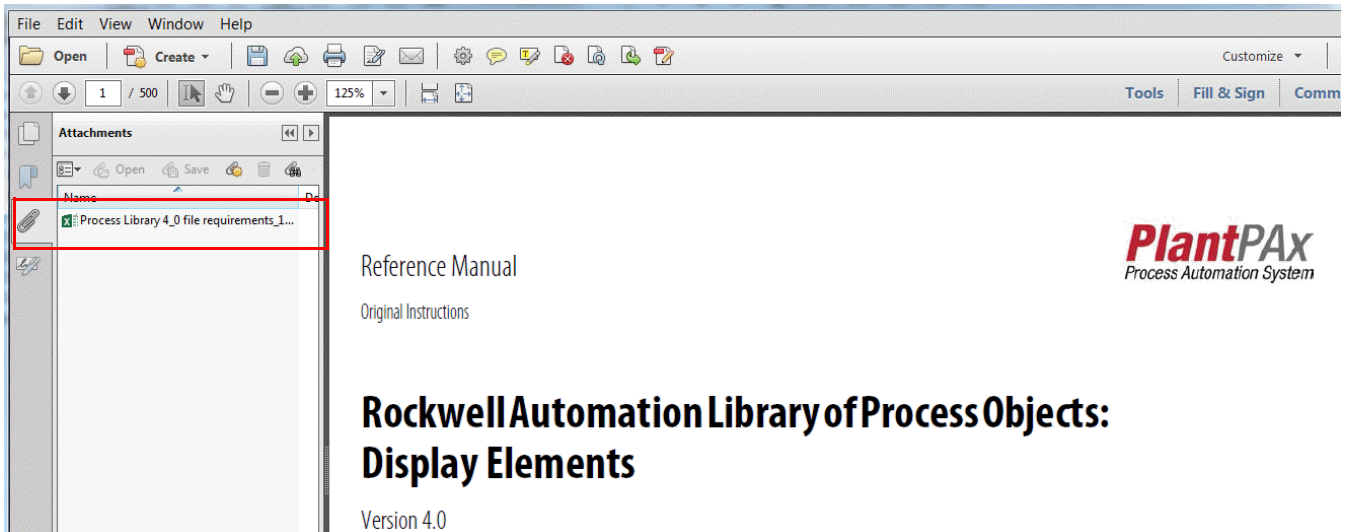 File Edit View Window Help
Open Create Customize
1 / 500 125% Tools Fill & Sign Comm
Attachments
Open Save
Name De
Process Library 4_0 file requirements_1...
PlantPAx
Process Automation System
Reference Manual
Original Instructions
Rockwell Automation Library of Process Objects:
Display Elements
Version 4.0